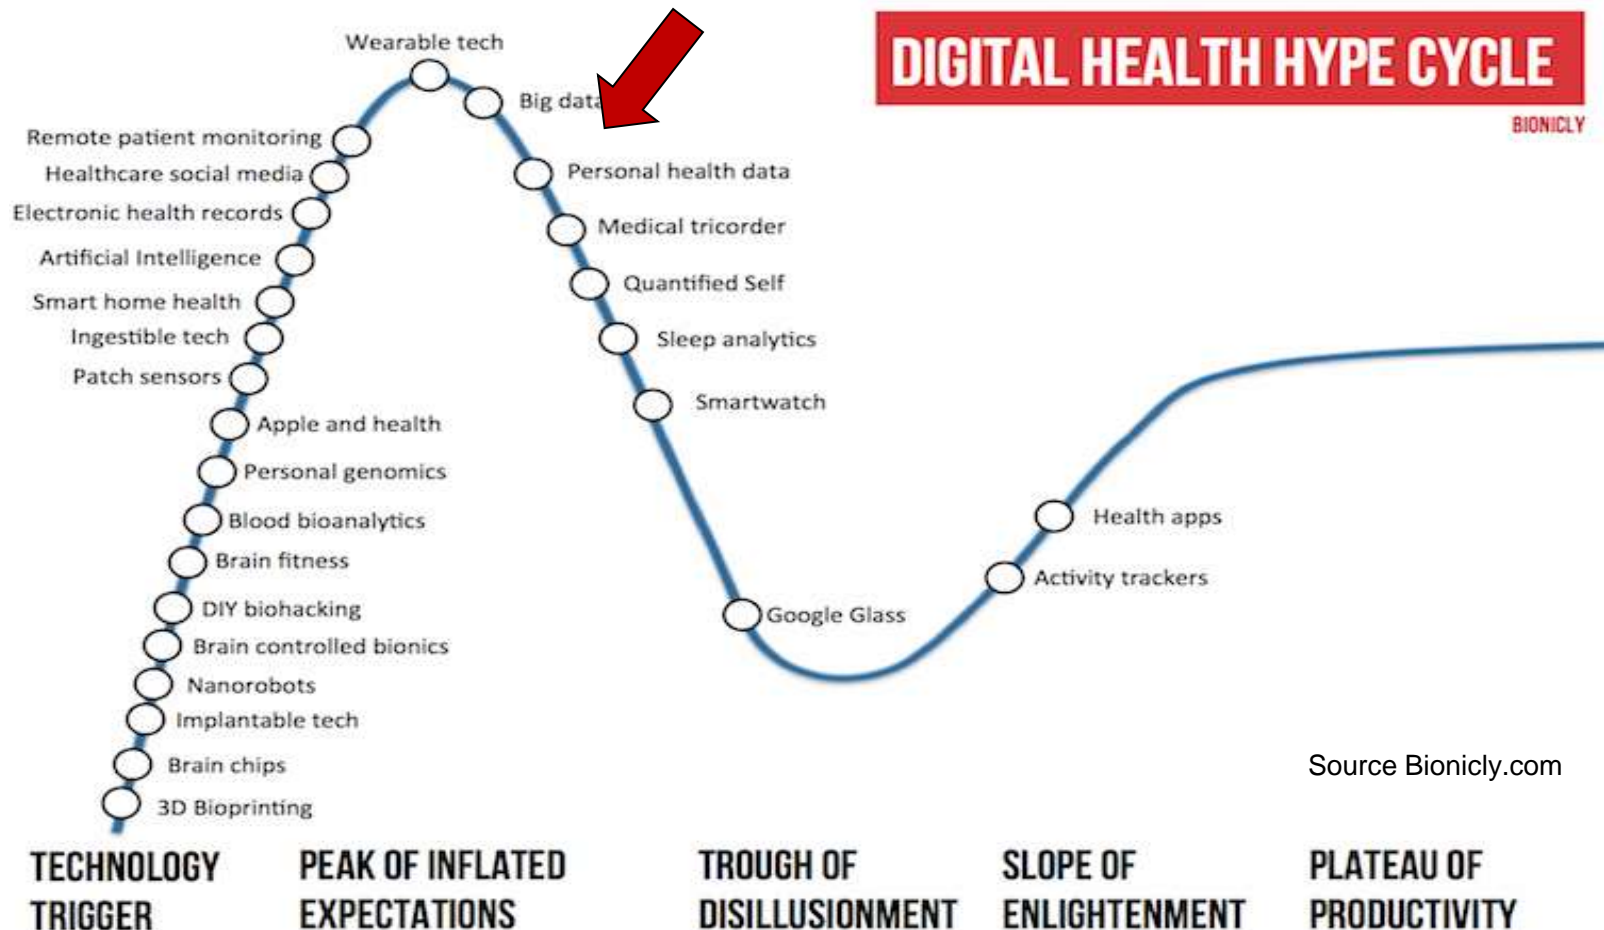 DIGITAL HEALTH HYPE CYCLE
BIONICLY
Wearable tech
Big data
Remote patient monitoring
Healthcare social media
Electronic health records
Artificial Intelligence
Smart home health
Ingestible tech
Patch sensors
Apple and health
Personal genomics
Blood bioanalytics
Brain fitness
DIY biohacking
Brain controlled bionics
Nanorobots
Implantable tech
Brain chips
3D Bioprinting
Personal health data
Medical tricorder
Quantified Self
Sleep analytics
Smartwatch
Google Glass
Health apps
Activity trackers
Source Bionicly.com
TECHNOLOGY
TRIGGER
PEAK OF INFLATED
EXPECTATIONS
TROUGH OF
DISILLUSIONMENT
SLOPE OF
ENLIGHTENMENT
PLATEAU OF
PRODUCTIVITY